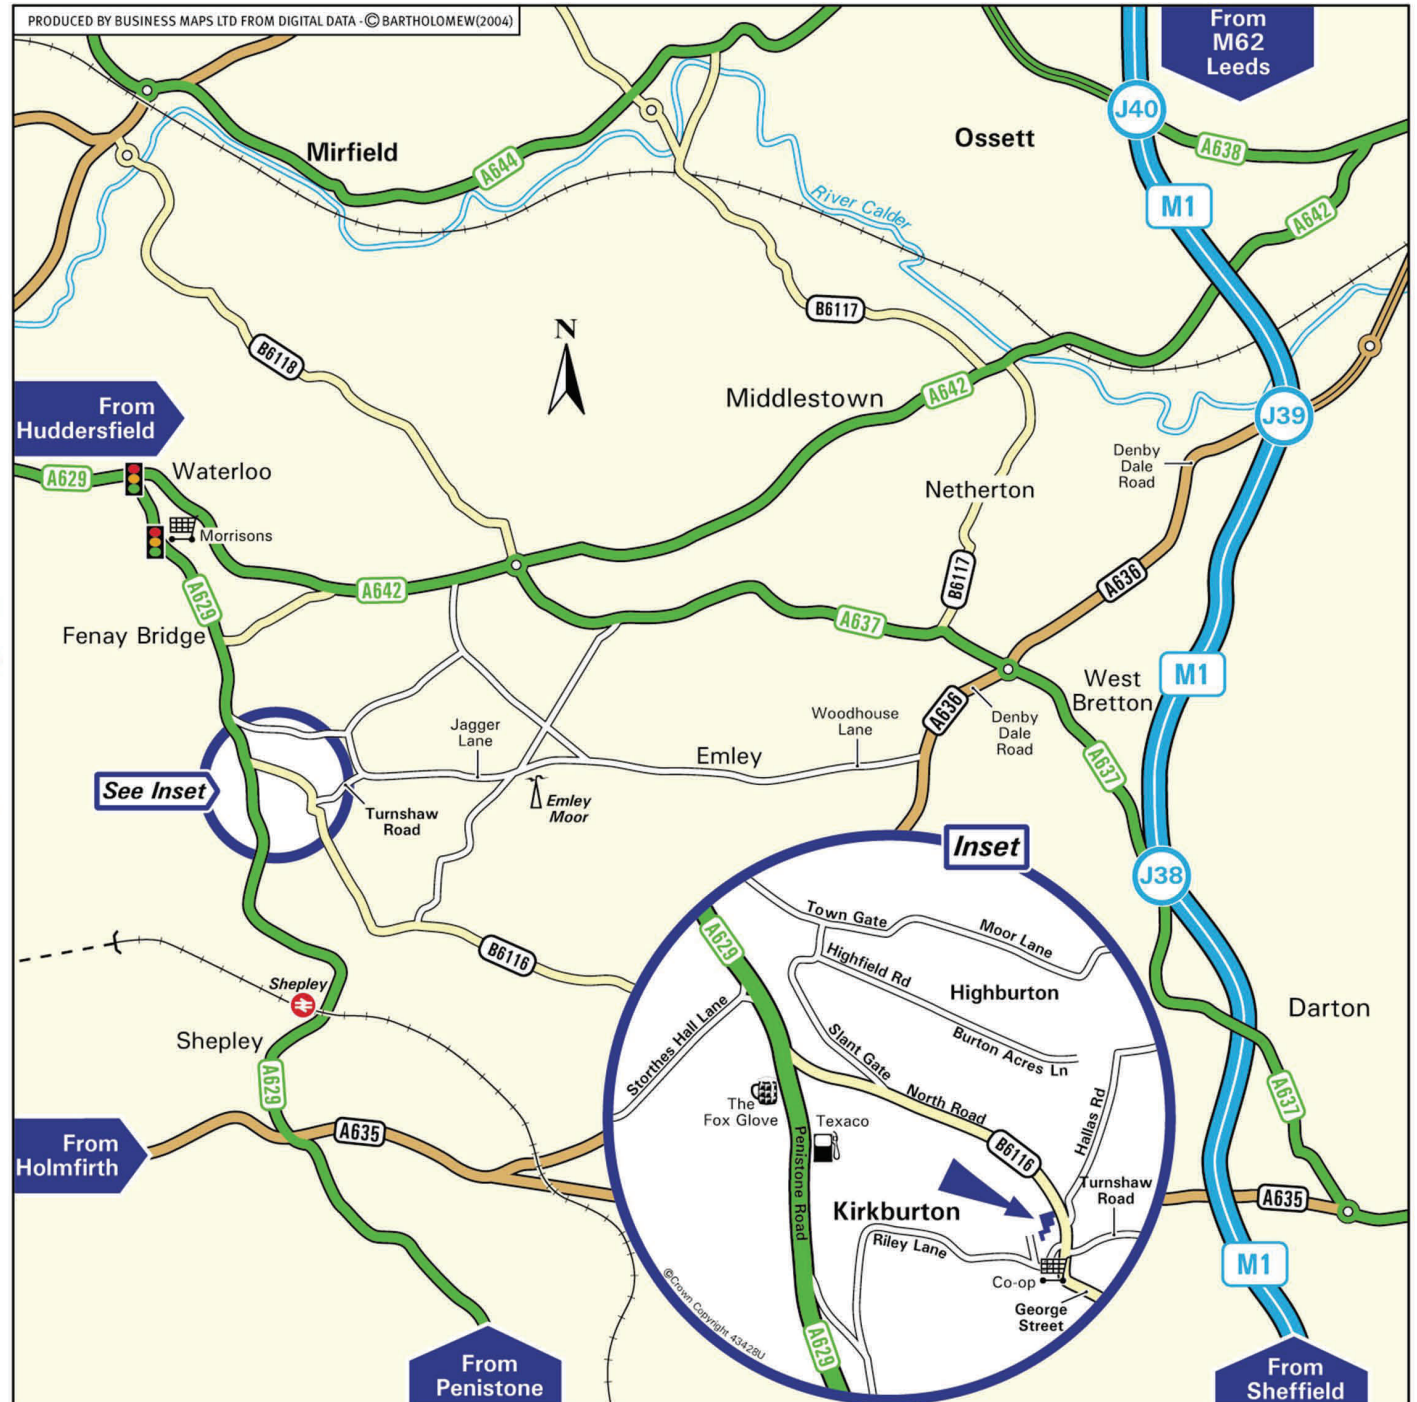 PRODUCED BY BUSINESS MAPS LTD FROM DIGITAL DATA - © BARTHOLOMEW(2004)
From
M62
Leeds
J40
Ossett
A638
Mirfield
A644
M1
River Calder
A642
B6117
B6118
N
Middlestown
A642
J39
From
Huddersfield
Denby
Dale
Road
A629
Waterloo
Netherton
Morrisons
A642
B6117
A636
A629
Fenay Bridge
A637
M1
West
Bretton
A636
Denby
Dale
Road
Woodhouse
Lane
Jagger
Lane
Emley
A637
See Inset
Emley
Moor
Turnshaw
Road
Inset
J38
Town Gate
Moor Lane
A629
Highfield Rd
B6116
Highburton
Shepley
Darton
Storthes Hall Lane
Slant Gate
Burton Acres Ln
Shepley
A629
The
Fox Glove
Texaco
North Road
Hallas Rd
A637
From
Holmfirth
A635
Penistone Road
B6116
Turnshaw
Road
A635
Kirkburton
Riley Lane
M1
Co-op
George
Street
©Crown Copyright 43428U
A629
From
Penistone
From
Sheffield